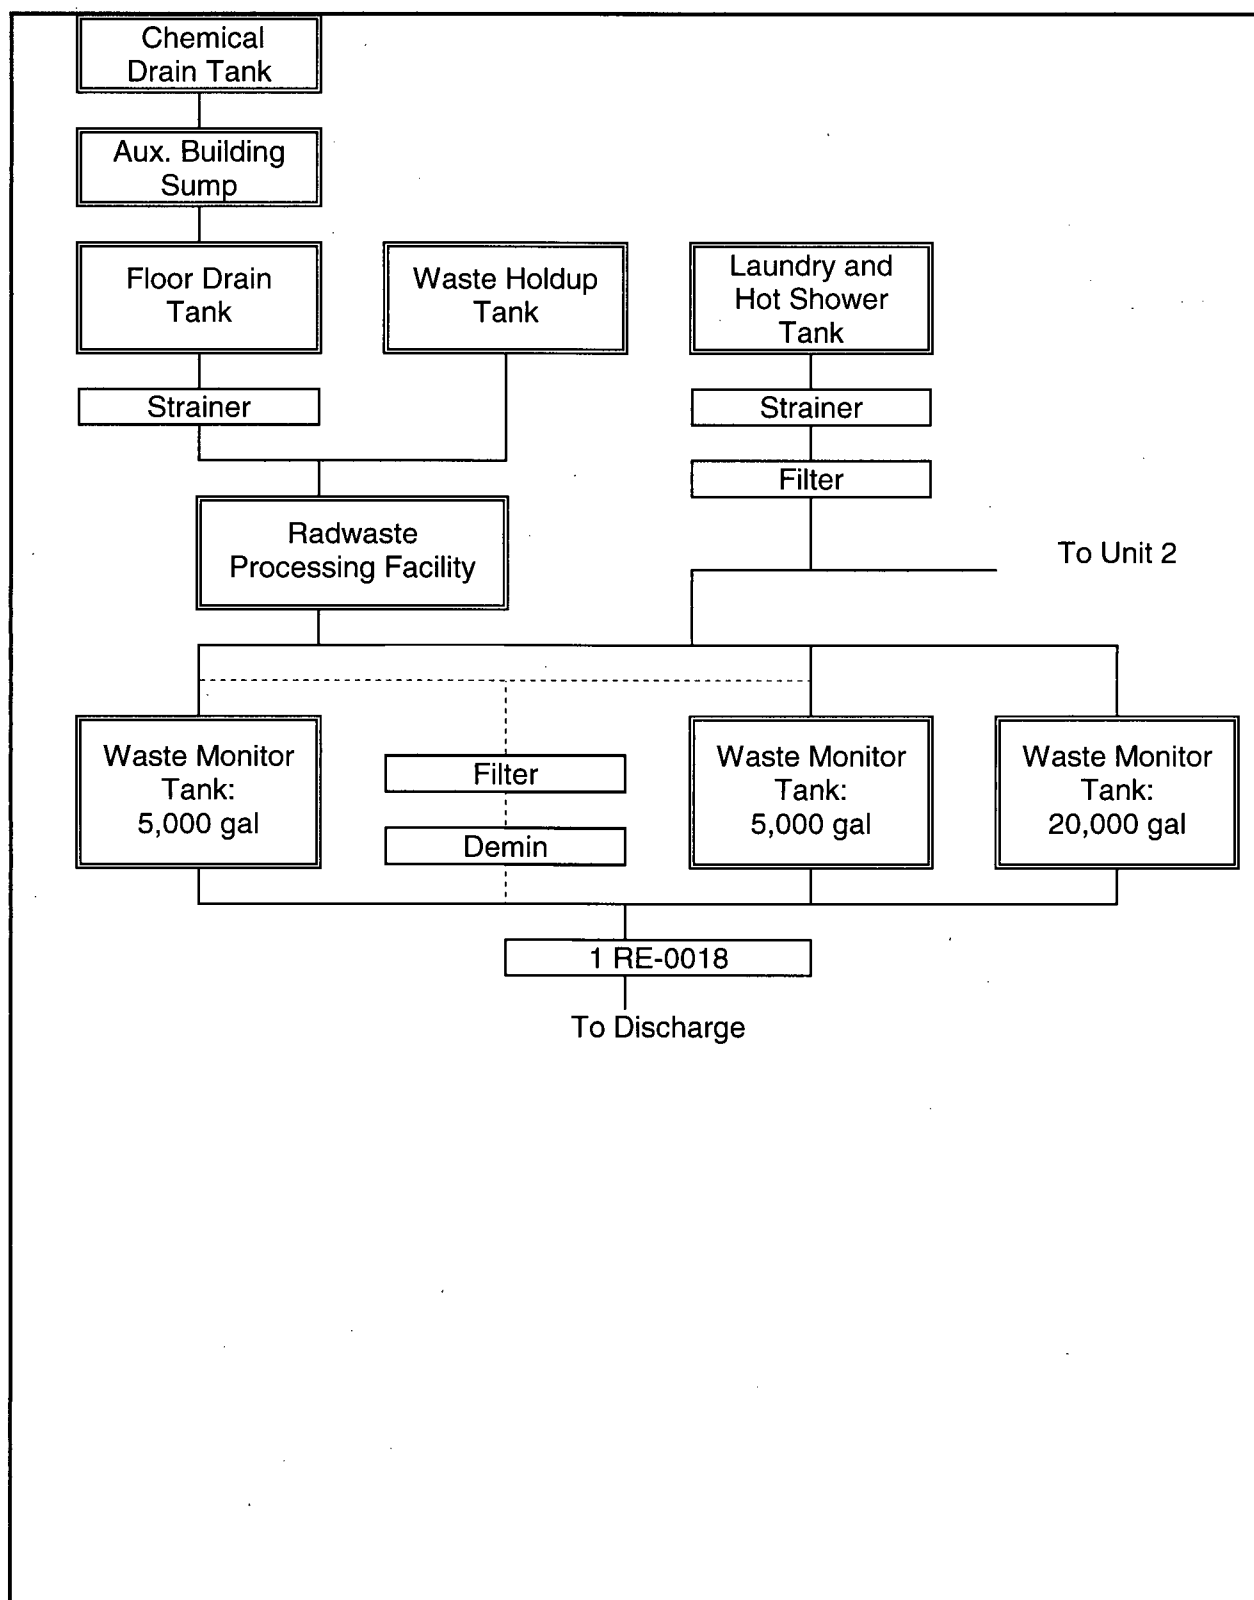 Chemical
Drain Tank
Aux. Building
Sump
Floor Drain
Tank
Waste Holdup
Tank
Laundry and
Hot Shower
Tank
Strainer
Strainer
Filter
Radwaste
Processing Facility
To Unit 2
Waste Monitor
Tank:
5,000 gal
Filter
Demin
Waste Monitor
Tank:
5,000 gal
Waste Monitor
Tank:
20,000 gal
1 RE-0018
To Discharge